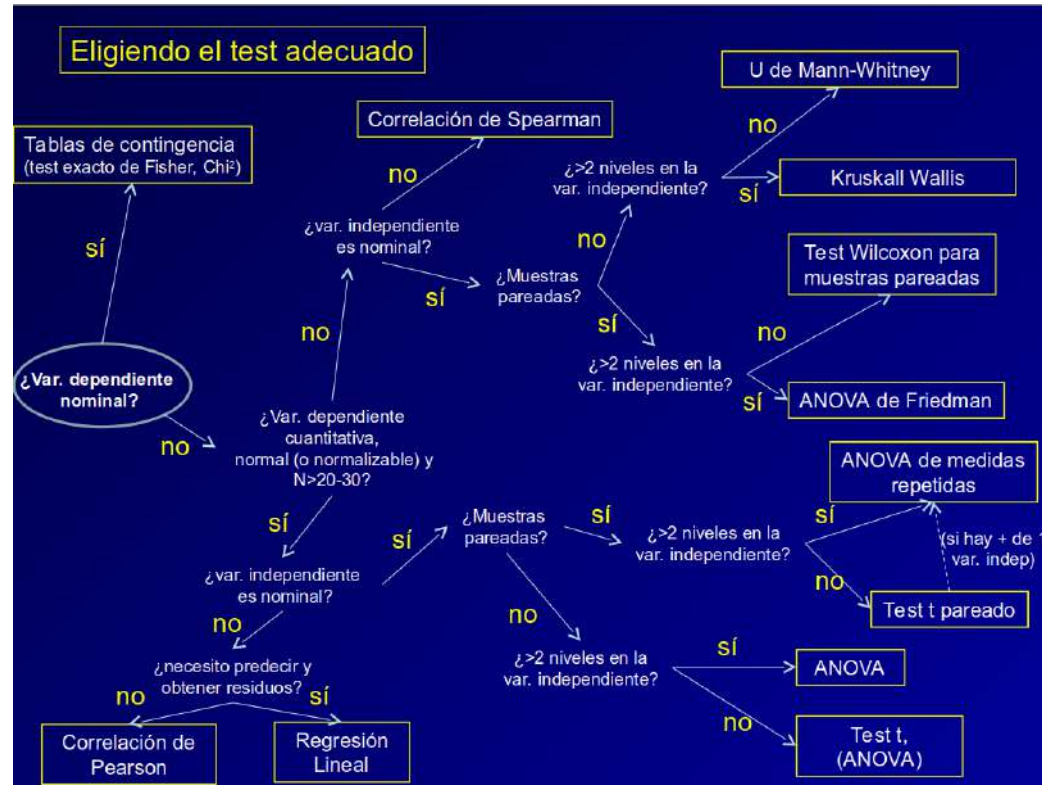 Eligiendo el test adecuado
U de Mann-Whitney
Correlación de Spearman
no
Tablas de contingencia
(test exacto de Fisher, Chi²)
no
¿>2 niveles en la
var. independiente?
sí
Kruskall Wallis
¿var. independiente
es nominal?
no
sí
sí
¿Muestras
pareadas?
Test Wilcoxon para
muestras pareadas
no
sí
no
¿>2 niveles en la
var. independiente?
sí
ANOVA de Friedman
¿Var. dependiente
nominal?
no
¿Var. dependiente
cuantitativa,
normal (o normalizable) y
N>20-30?
ANOVA de medidas
repetidas
sí
sí
¿Muestras
pareadas?
sí
¿>2 niveles en la
var. independiente?
sí
(si hay + de
var. indep)
no
Test t pareado
¿var. independiente
es nominal?
no
no
¿>2 niveles en la
var. independiente?
sí
ANOVA
¿necesito predecir y
obtener residuos?
no
sí
no
Correlación de
Pearson
Regresión
Lineal
Test t,
(ANOVA)